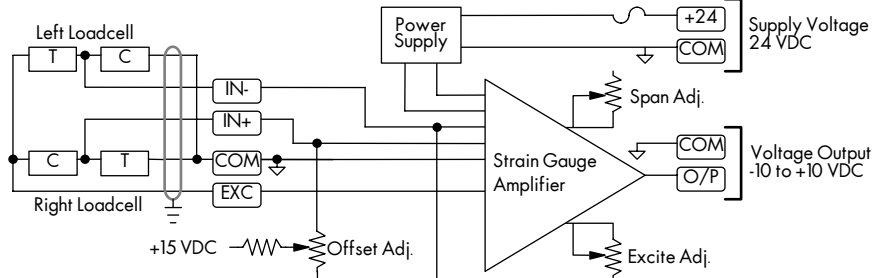 Left Loadcell
T
C
Power
Supply
+24
COM
Supply Voltage
24 VDC
IN-
IN+
COM
EXC
C
T
Right Loadcell
Span Adj.
Strain Gauge
Amplifier
COM
O/P
Voltage Output
-10 to +10 VDC
+15 VDC
Offset Adj.
Excite Adj.